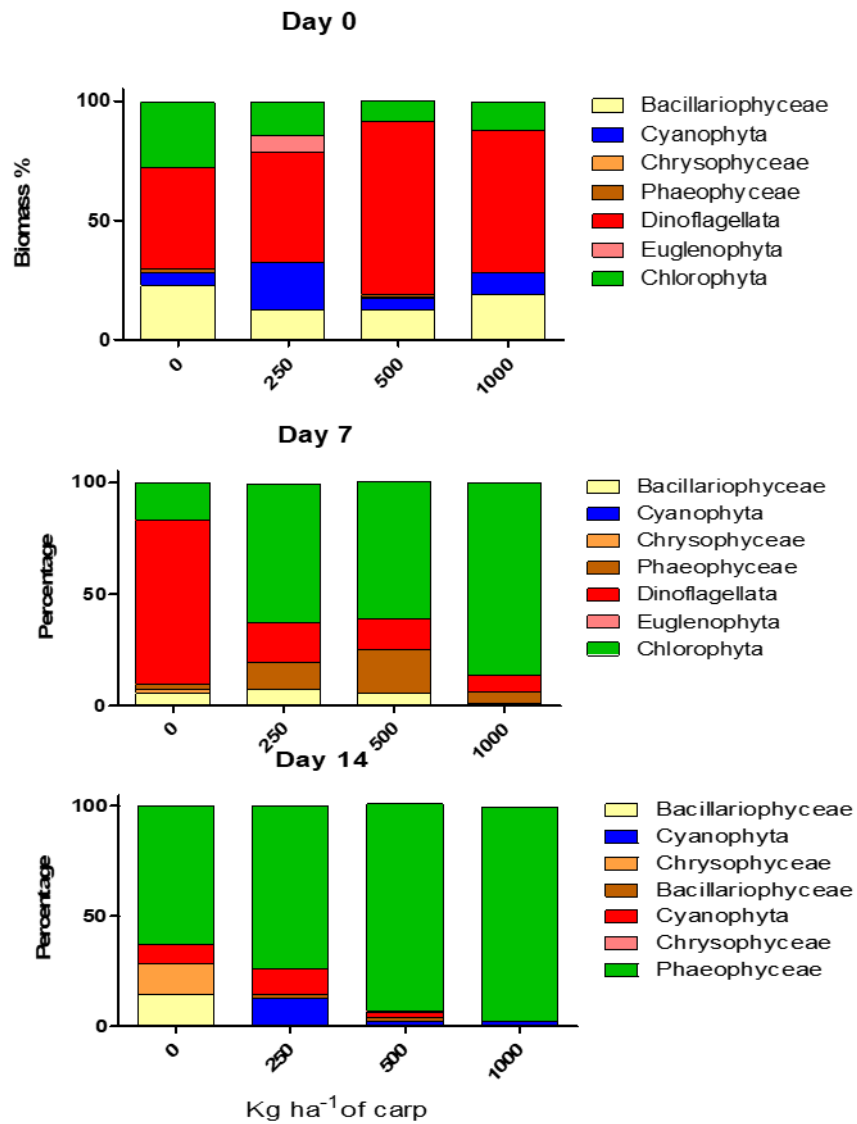 Day 0
Biomass %
100
50
0
0
250
500
1000
Bacillariophyceae
Cyanophyta
Chrysophyceae
Phaeophyceae
Dinoflagellata
Euglenophyta
Chlorophyta
Day 7
Percentage
100
50
0
0
250
500
1000
Bacillariophyceae
Cyanophyta
Chrysophyceae
Phaeophyceae
Dinoflagellata
Euglenophyta
Chlorophyta
Day 14
Percentage
100
50
0
0
250
500
1000
Bacillariophyceae
Cyanophyta
Chrysophyceae
Bacillariophyceae
Cyanophyta
Chrysophyceae
Phaeophyceae
Kg ha⁻¹ of carp